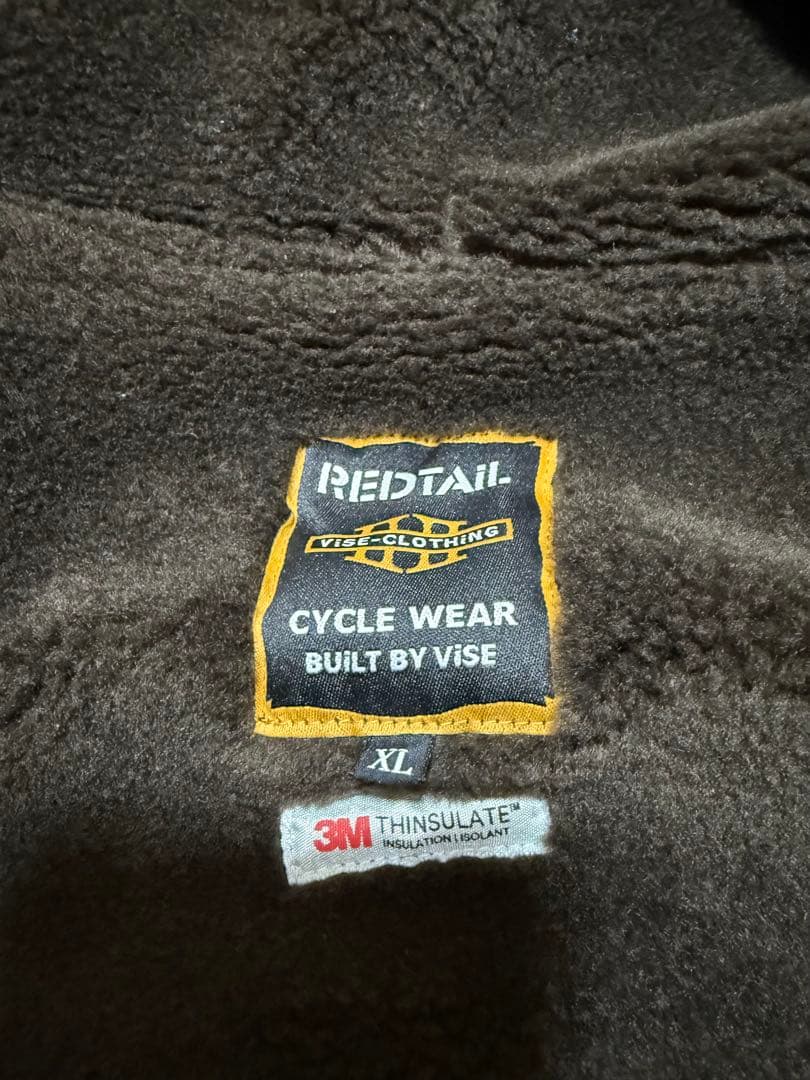 REDTAiL
ViSE-CLOTHiNG
CYCLE WEAR
BUiLT BY ViSE
XL
3M THINSULATE™
INSULATION | ISOLANT